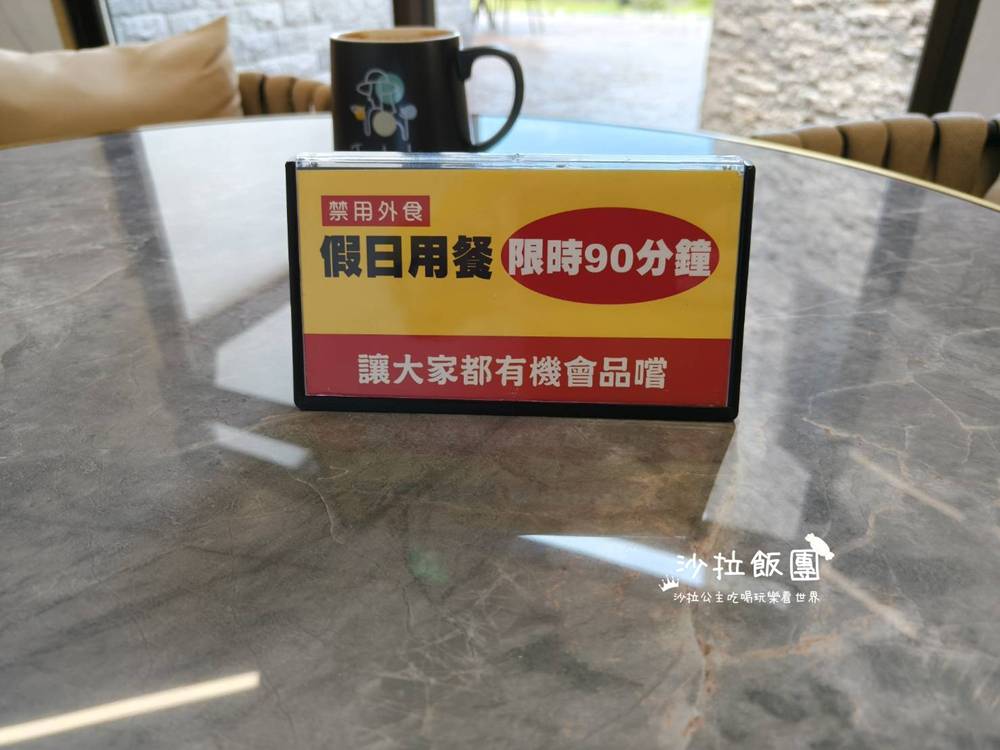 禁用外食
假日用餐 限時90分鐘
讓大家都有機會品嚐
沙拉飯團
沙拉公主吃喝玩樂看世界